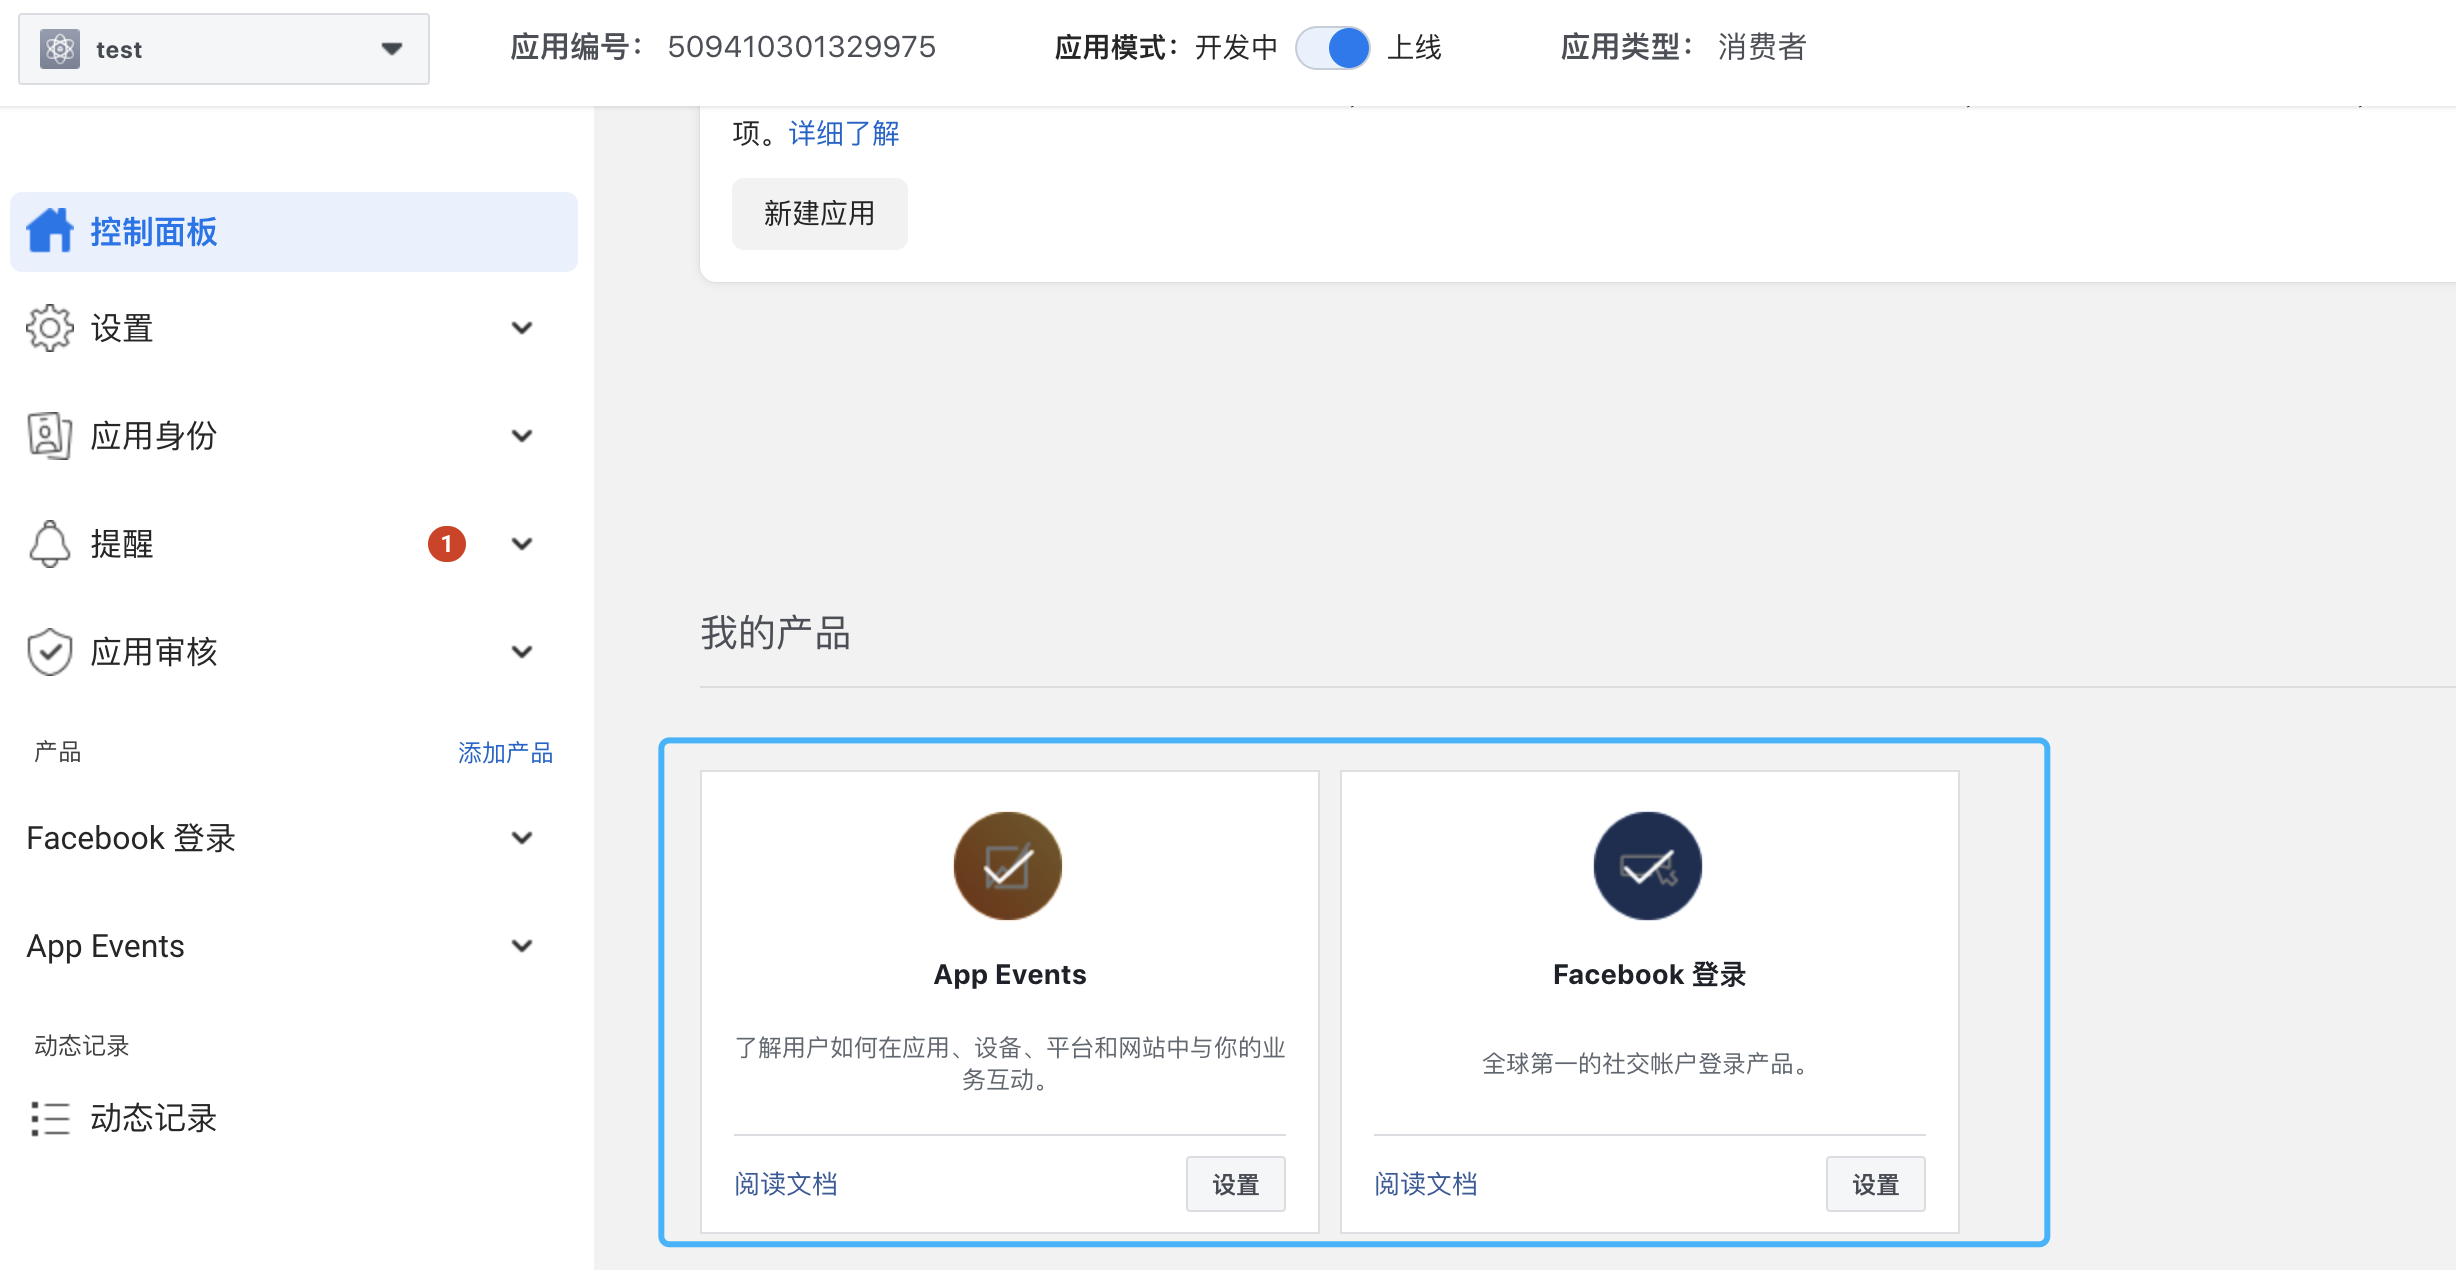 test
应用编号： 509410301329975
应用模式：开发中 上线
应用类型： 消费者
项。详细了解
新建应用
控制面板
设置
应用身份
提醒 1
应用审核
产品 添加产品
Facebook 登录
App Events
动态记录
动态记录
我的产品
App Events
了解用户如何在应用、设备、平台和网站中与你的业
务互动。
阅读文档 设置
Facebook 登录
全球第一的社交帐户登录产品。
阅读文档 设置